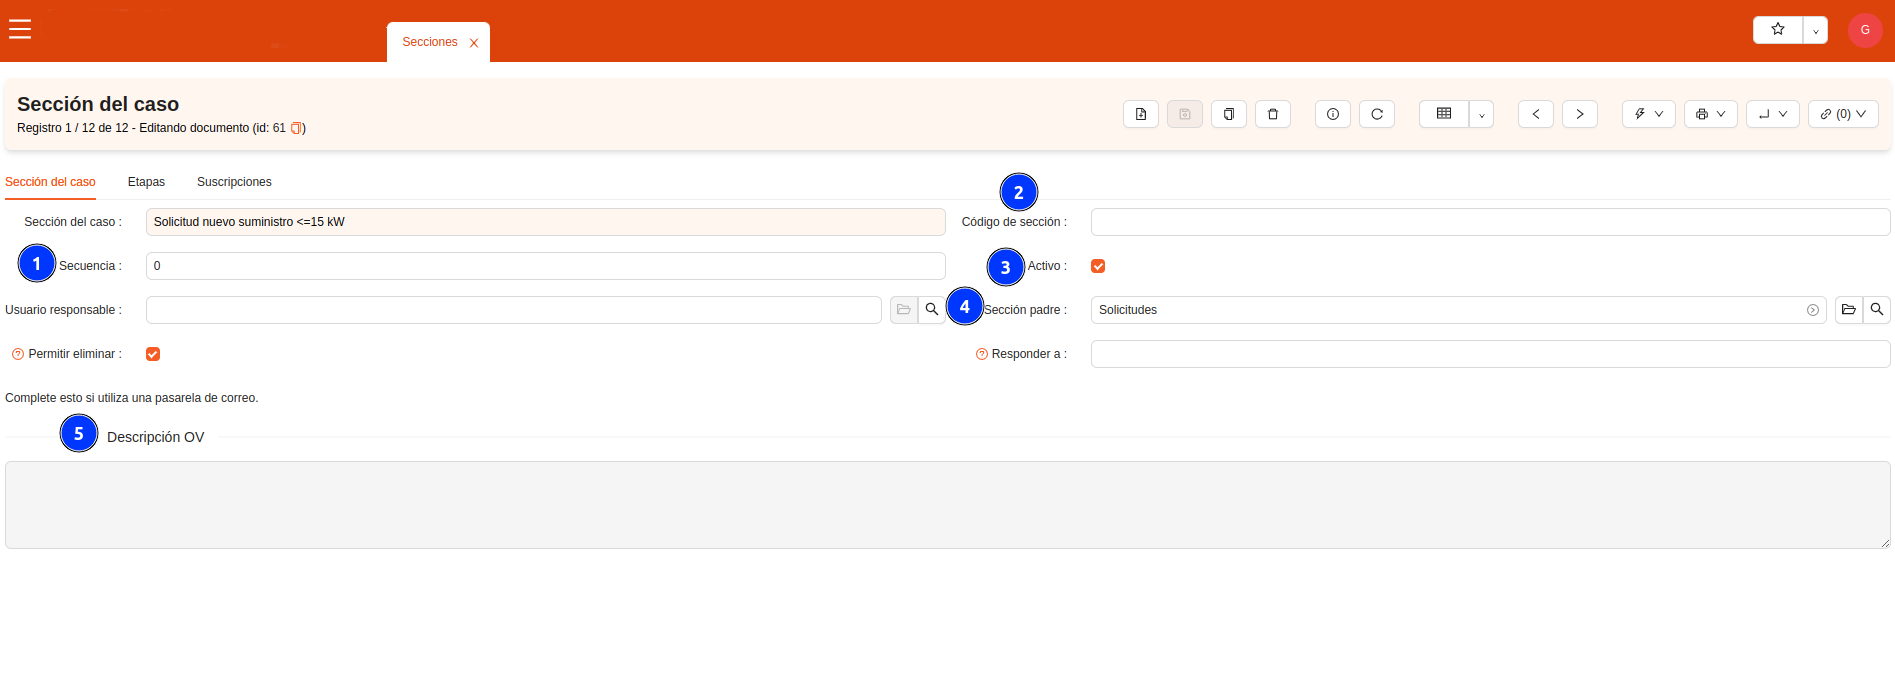 Secciones
G
Sección del caso
Registro 1 / 12 de 12 - Editando documento (id: 61 )
(0)
Sección del caso
Etapas
Suscripciones
2
Sección del caso :
Solicitud nuevo suministro <=15 kW
Código de sección :
1
Secuencia :
0
3
Activo :
Usuario responsable :
4
Sección padre :
Solicitudes
? Permitir eliminar :
? Responder a :
Complete esto si utiliza una pasarela de correo.
5
Descripción OV